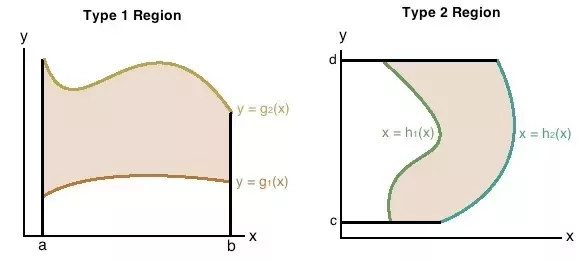 Type 1 Region
y
y = g2(x)
y = g1(x)
a
b
x
Type 2 Region
y
d
x = h1(x)
x = h2(x)
c
x